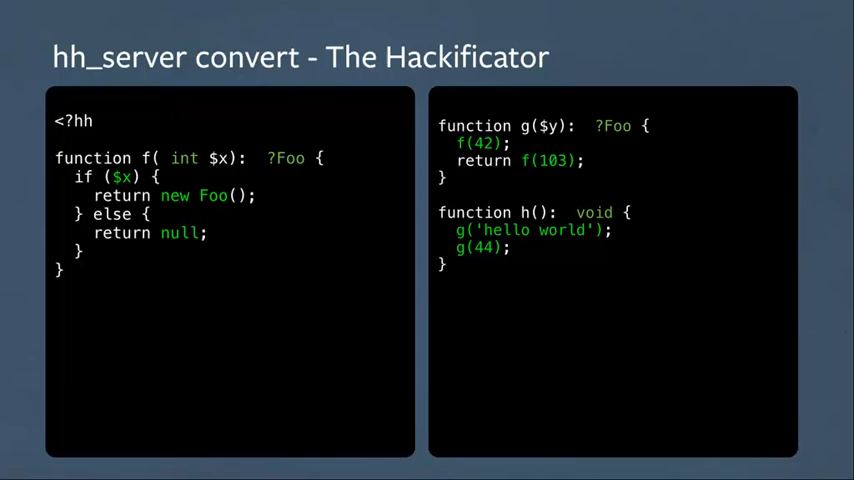 hh_server convert - The Hackificator
<?hh
function f( int $x):  ?Foo {
  if ($x) {
    return new Foo();
  } else {
    return null;
  }
}
function g($y):  ?Foo {
  f(42);
  return f(103);
}
function h():  void {
  g('hello world');
  g(44);
}